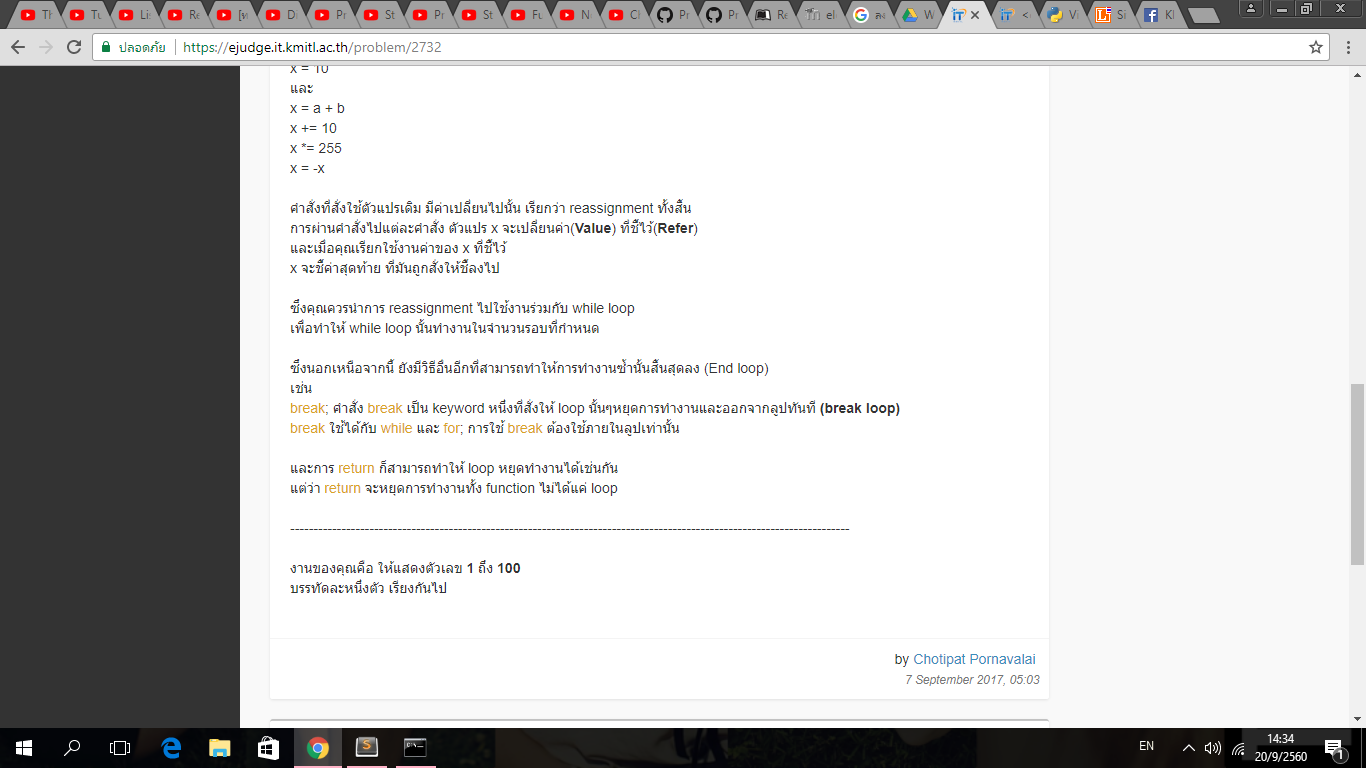 Th
Tu
Lis
Re
[ท
Di
Pr
St
Pr
St
Fu
N
Cl
Pr
Pr
Re
el
ลง
W
Vi
Si
Kl
ปลอดภัย https://ejudge.it.kmitl.ac.th/problem/2732
x = 10
และ
x = a + b
x += 10
x *= 255
x = -x
คำสั่งที่สั่งใช้ตัวแปรเดิม มีค่าเปลี่ยนไปนั้น เรียกว่า reassignment ทั้งสิ้น
การผ่านคำสั่งไปแต่ละคำสั่ง ตัวแปร x จะเปลี่ยนค่า(Value) ที่ชี้ไว้(Refer)
และเมื่อคุณเรียกใช้งานค่าของ x ที่ชี้ไว้
x จะชี้ค่าสุดท้าย ที่มันถูกสั่งให้ชี้ลงไป
ซึ่งคุณควรนำการ reassignment ไปใช้งานร่วมกับ while loop
เพื่อทำให้ while loop นั้นทำงานในจำนวนรอบที่กำหนด
ซึ่งนอกเหนือจากนี้ ยังมีวิธีอื่นอีกที่สามารถทำให้การทำงานซ้ำนั้นสิ้นสุดลง (End loop)
เช่น
break; คำสั่ง break เป็น keyword หนึ่งที่สั่งให้ loop นั้นๆหยุดการทำงานและออกจากลูปทันที (break loop)
break ใช้ได้กับ while และ for; การใช้ break ต้องใช้ภายในลูปเท่านั้น
และการ return ก็สามารถทำให้ loop หยุดทำงานได้เช่นกัน
แต่ว่า return จะหยุดการทำงานทั้ง function ไม่ได้แค่ loop
----------------------------------------------------------------------------------------------------------------
งานของคุณคือ ให้แสดงตัวเลข 1 ถึง 100
บรรทัดละหนึ่งตัว เรียงกันไป
by Chotipat Pornavalai
7 September 2017, 05:03
EN
14:34
20/9/2560
1